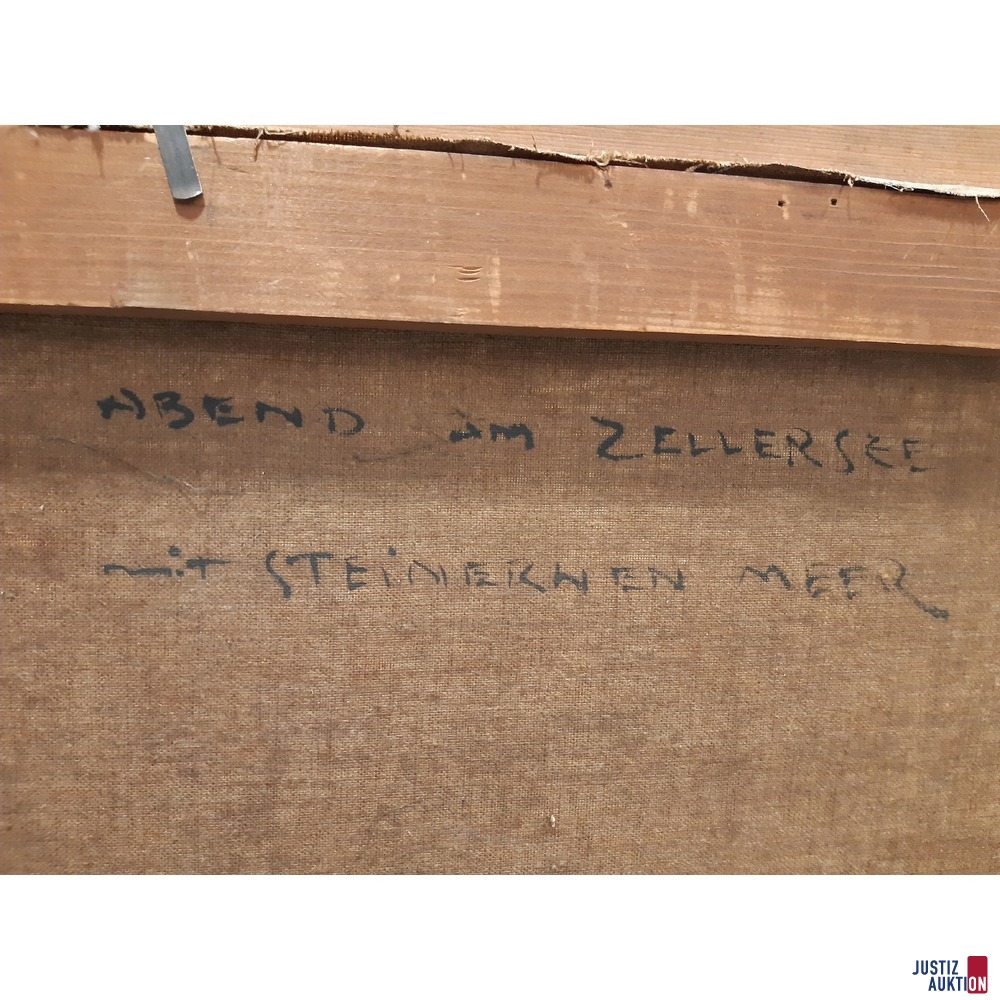 ABEND am ZELLERSEE
mit STEiNERNEN MEER
JUSTIZ
AUKTION